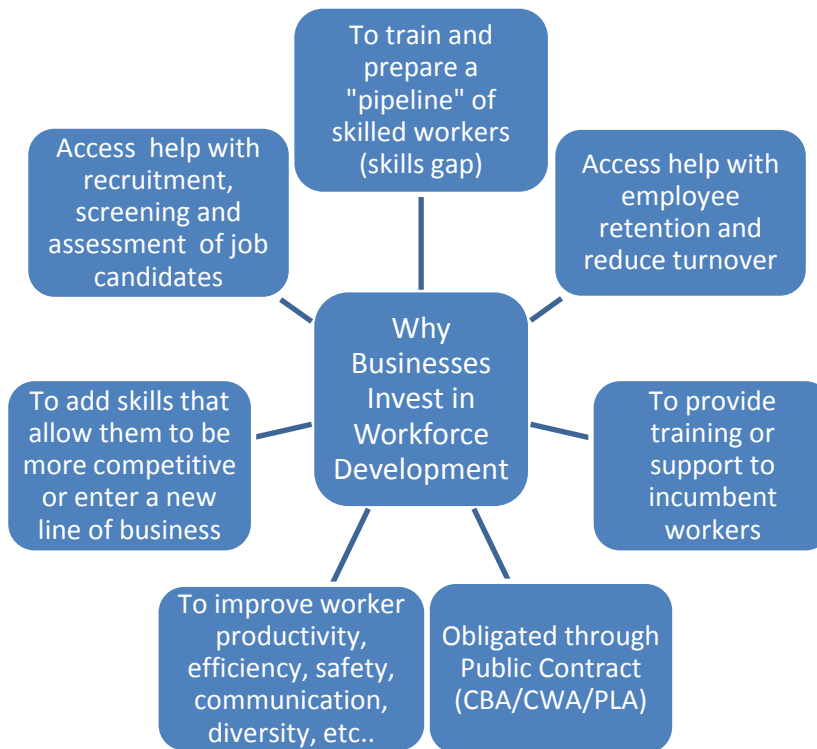 To train and
prepare a
"pipeline" of
skilled workers
(skills gap)
Access help with
employee
retention and
reduce turnover
To provide
training or
support to
incumbent
workers
Obligated through
Public Contract
(CBA/CWA/PLA)
To improve worker
productivity,
efficiency, safety,
communication,
diversity, etc..
To add skills that
allow them to be
more competitive
or enter a new
line of business
Access  help with
recruitment,
screening and
assessment  of job
candidates
Why
Businesses
Invest in
Workforce
Development